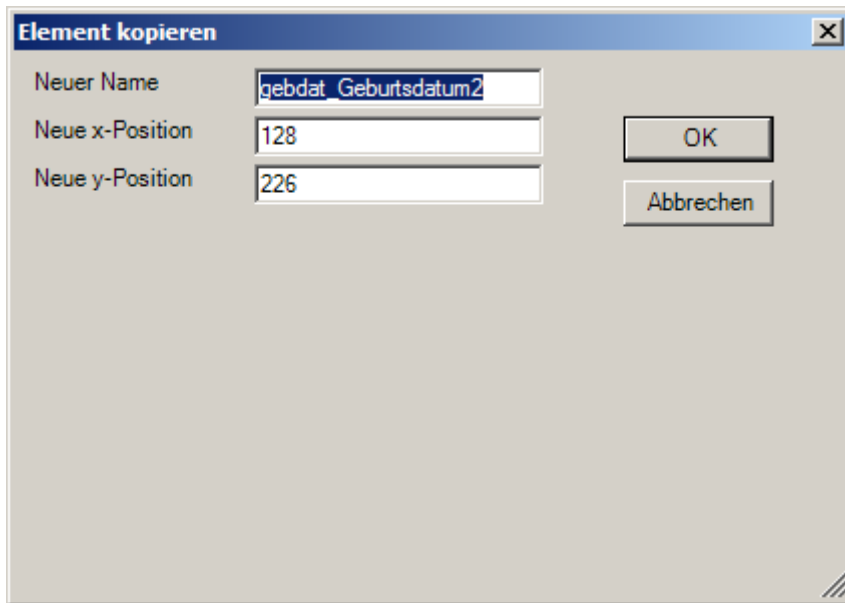 Element kopieren
Neuer Name
gebdat_Geburtsdatum2
Neue x-Position
128
OK
Neue y-Position
226
Abbrechen